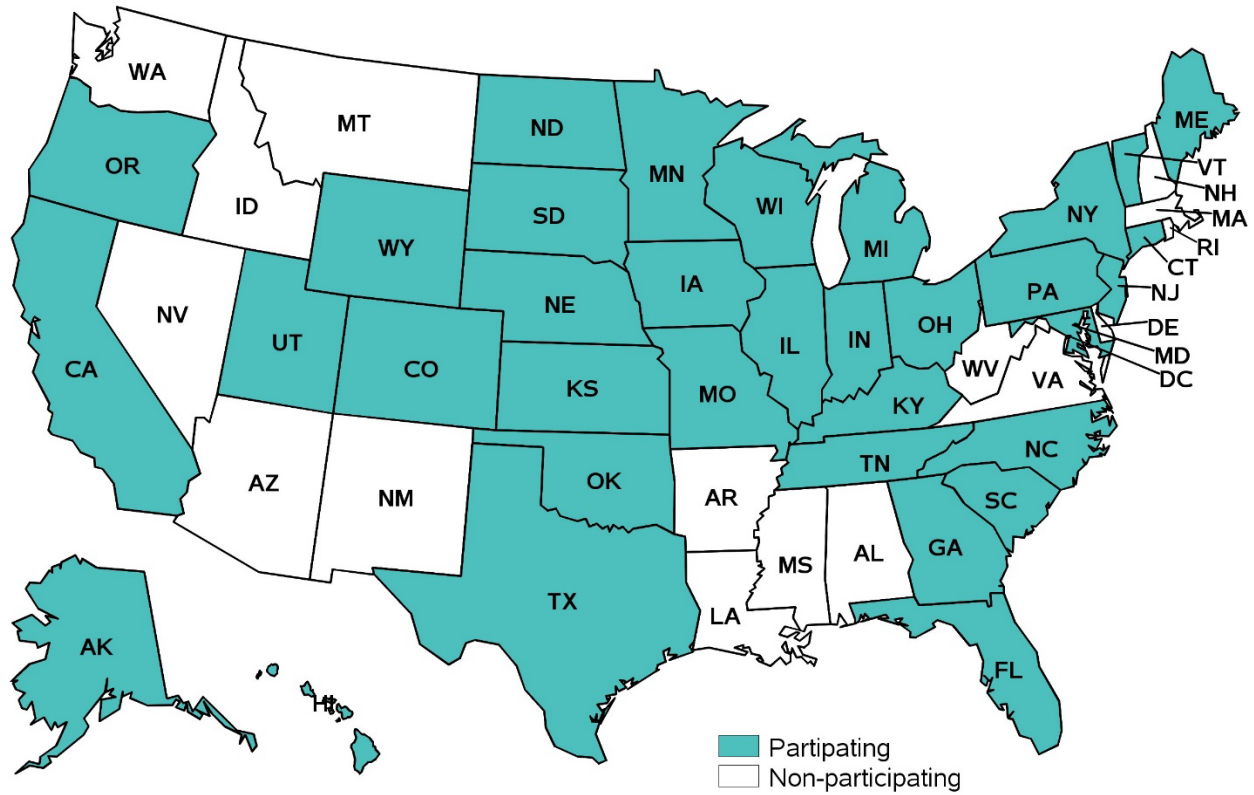 WA
MT
ND
ME
OR
MN
VT
ID
SD
WI
NY
NH
MA
WY
MI
RI
CT
IA
NE
PA
NJ
NV
UT
OH
DE
IL
IN
MD
CA
CO
WV
VA
DC
KS
MO
KY
NC
TN
AZ
OK
NM
AR
SC
GA
MS
AL
TX
LA
AK
FL
HI
Partipating
Non-participating